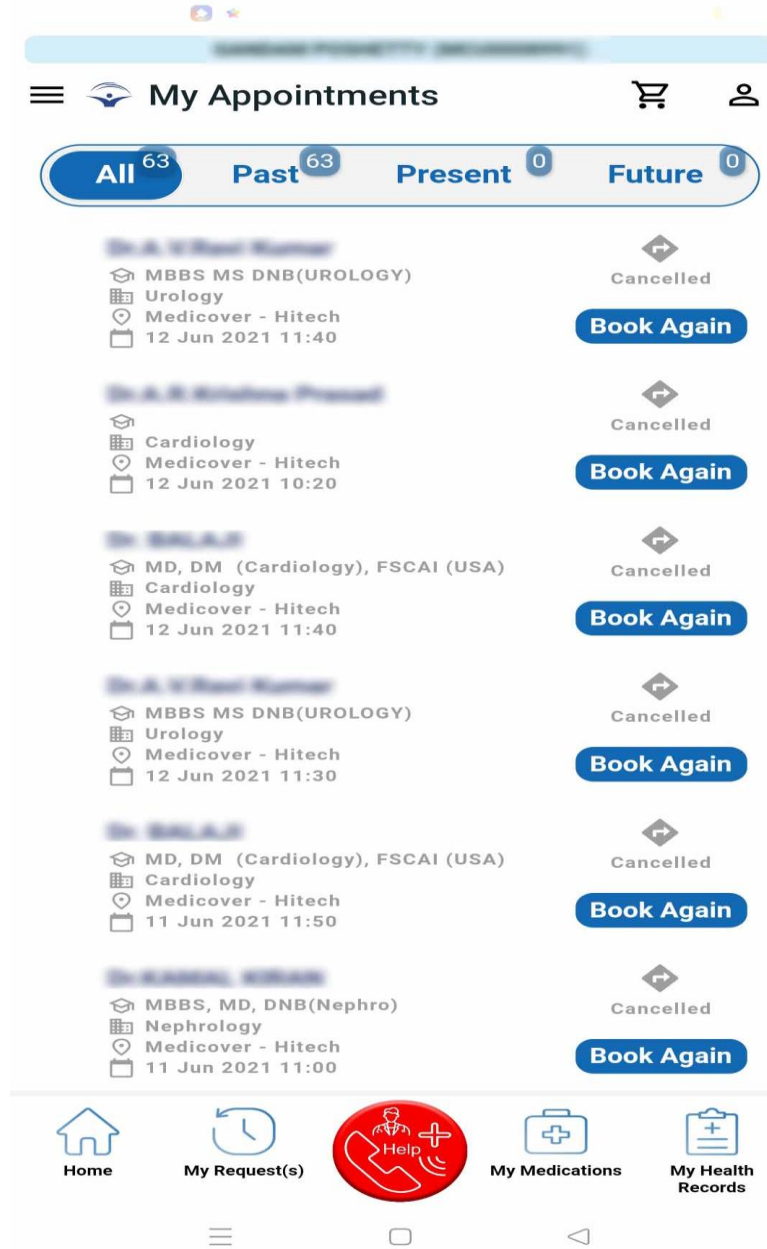 My Appointments
All 63 Past 63 Present 0 Future 0
MBBS MS DNB(UROLOGY)
Cancelled
Urology
Medicover - Hitech
Book Again
12 Jun 2021 11:40
Cancelled
Cardiology
Medicover - Hitech
Book Again
12 Jun 2021 10:20
MD, DM (Cardiology), FSCAI (USA)
Cancelled
Cardiology
Medicover - Hitech
Book Again
12 Jun 2021 11:40
MBBS MS DNB(UROLOGY)
Cancelled
Urology
Medicover - Hitech
Book Again
12 Jun 2021 11:30
MD, DM (Cardiology), FSCAI (USA)
Cancelled
Cardiology
Medicover - Hitech
Book Again
11 Jun 2021 11:50
MBBS, MD, DNB(Nephro)
Cancelled
Nephrology
Medicover - Hitech
Book Again
11 Jun 2021 11:00
Help
Home
My Request(s)
My Medications
My Health
Records